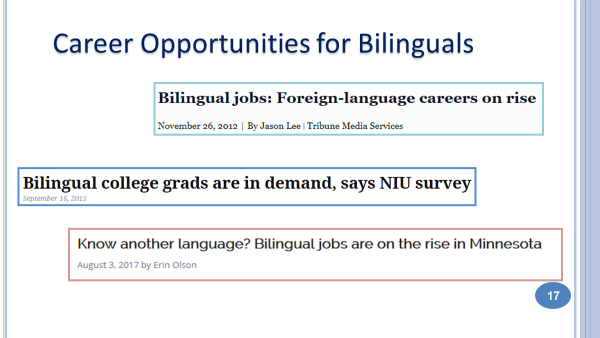 Career Opportunities for Bilinguals
Bilingual jobs: Foreign-language careers on rise
November 26, 2012 | By Jason Lee | Tribune Media Services
Bilingual college grads are in demand, says NIU survey
September 16, 2015
Know another language? Bilingual jobs are on the rise in Minnesota
August 3, 2017 by Erin Olson
17